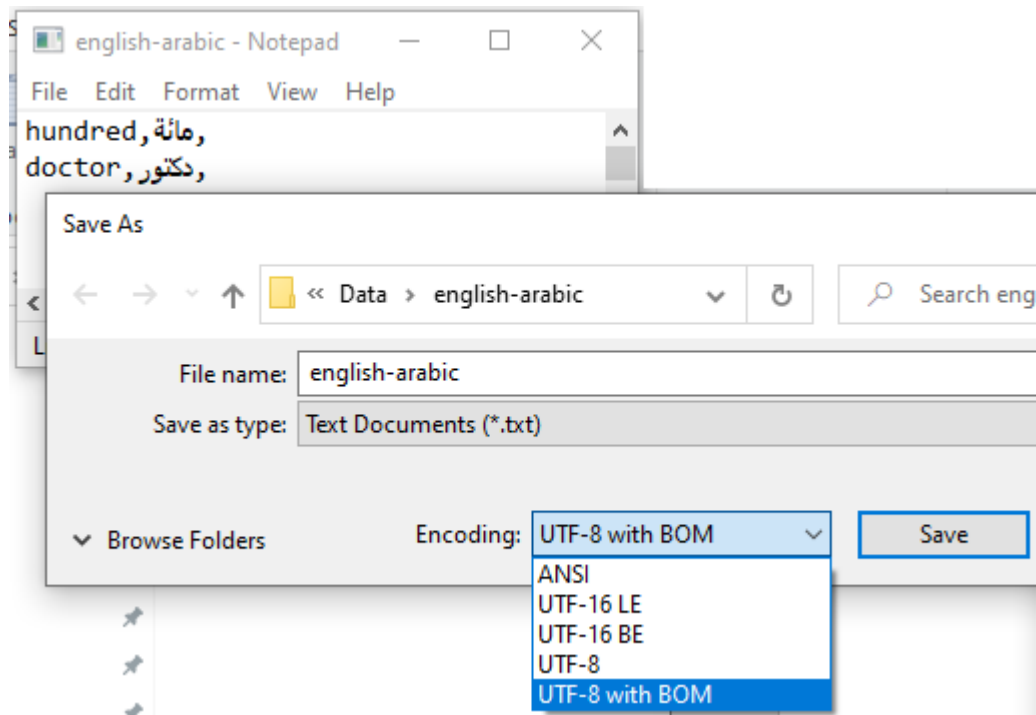 english-arabic - Notepad
File Edit Format View Help
hundred,مائة,
doctor,دكتور,
Save As
« Data › english-arabic
Search eng
File name: english-arabic
Save as type: Text Documents (*.txt)
Browse Folders
Encoding: UTF-8 with BOM
Save
ANSI
UTF-16 LE
UTF-16 BE
UTF-8
UTF-8 with BOM